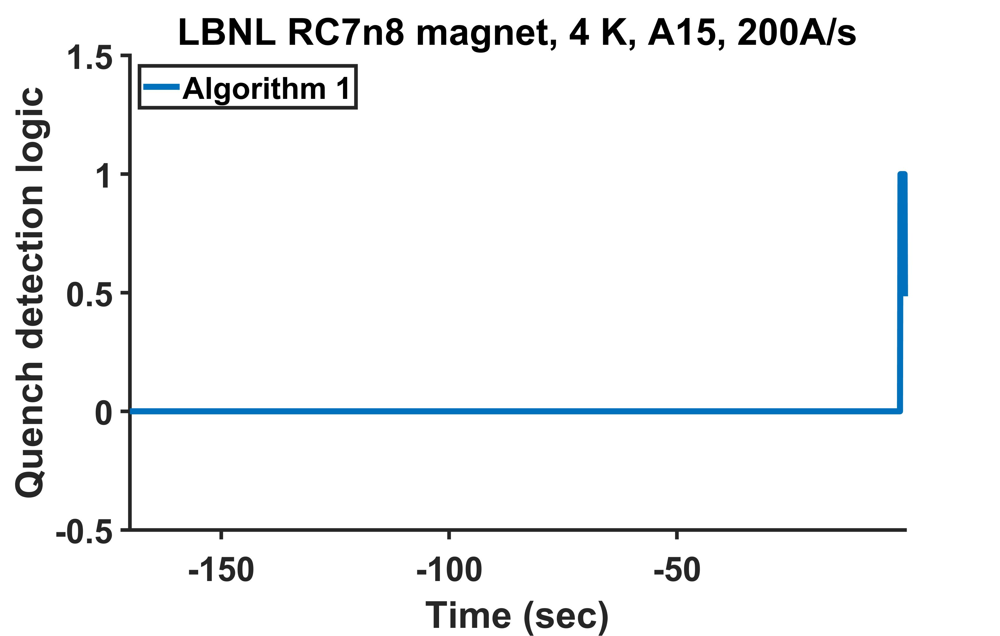 LBNL RC7n8 magnet, 4 K, A15, 200A/s
1.5
Algorithm 1
1
0.5
0
-0.5
Quench detection logic
-150
-100
-50
Time (sec)